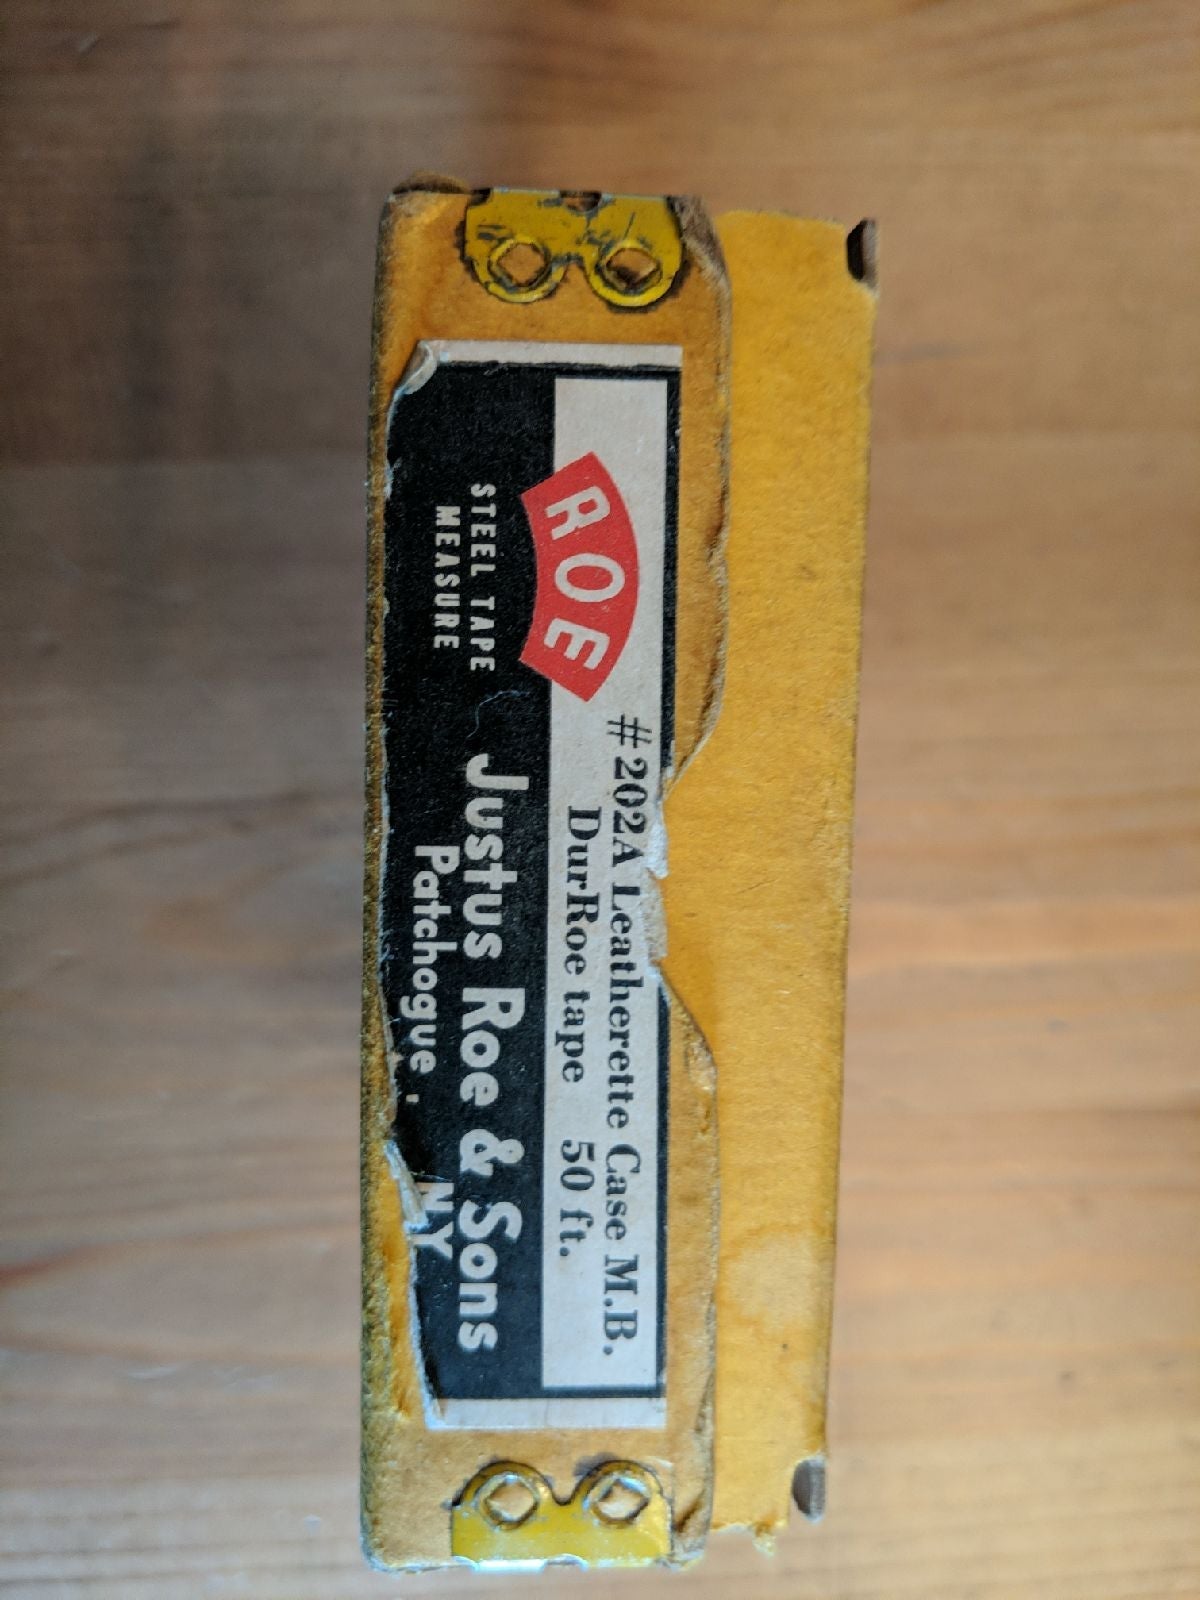 ROE
STEEL TAPE
MEASURE
#202A Leatherette Case M.B.
DurRoe tape 50 ft.
Justus Roe & Sons
Patchogue, NY